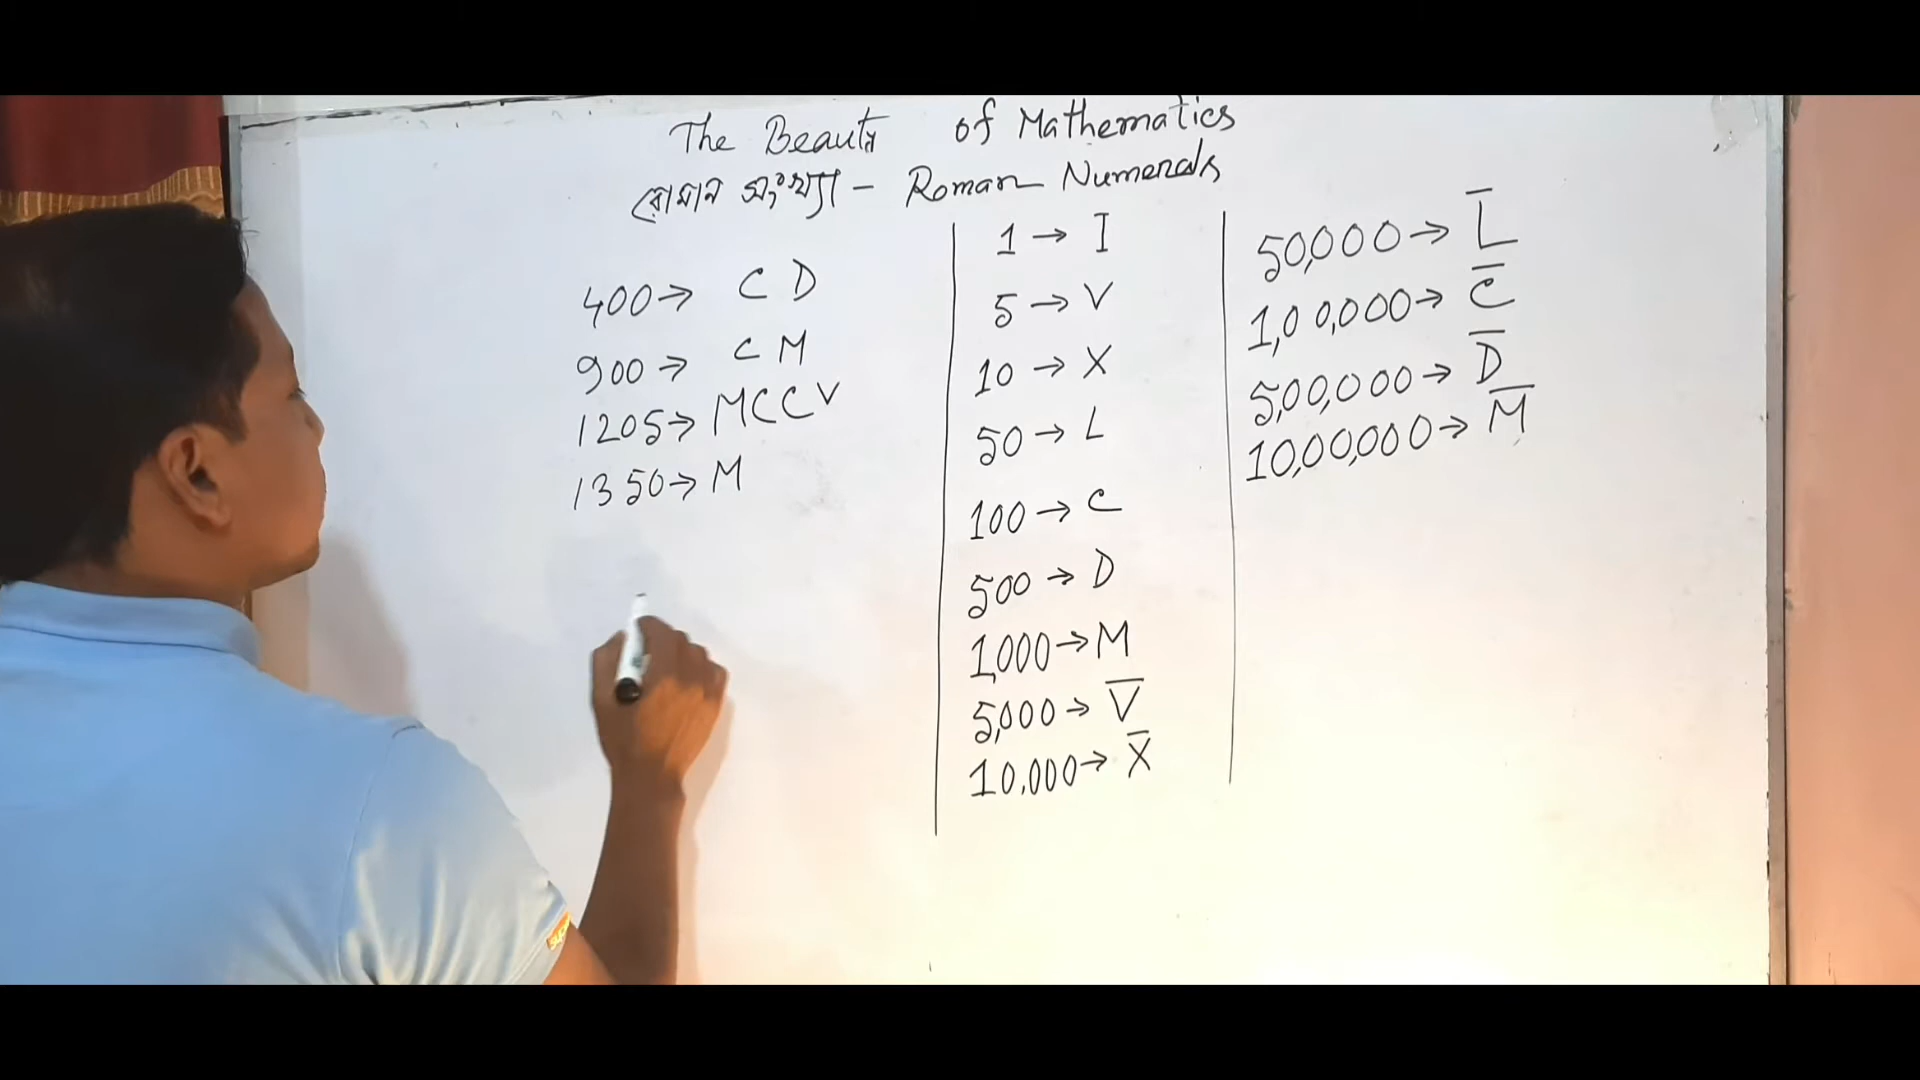 The Beauty of Mathematics
রোমান সংখ্যা - Roman Numerals
400→ CD
900→ CM
1205→ MCCV
1350→ M
1 → I
5 → V
10 → X
50 → L
100 → C
500 → D
1,000 → M
5,000 → V̅
10,000 → X̅
50,000 → L̅
1,00,000 → C̅
5,00,000 → D̅
10,00,000 → M̅